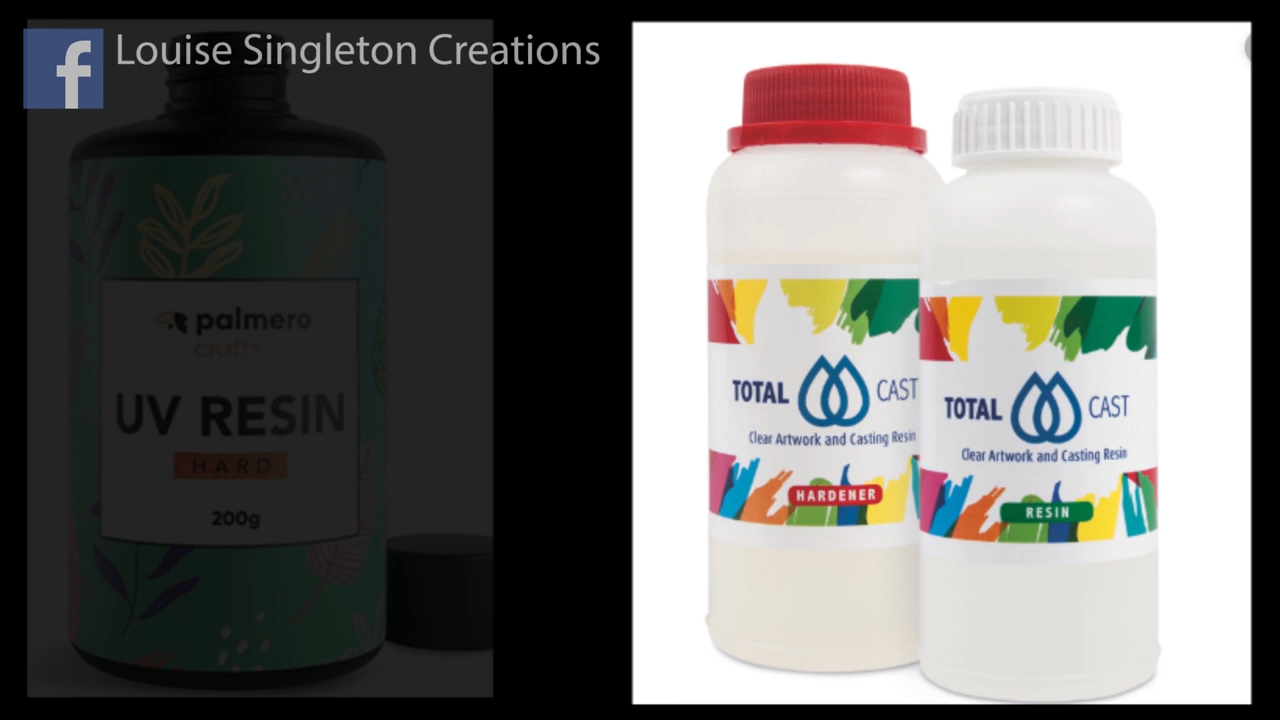 f Louise Singleton Creations
palmero
crafts
UV RESIN
HARD
200g
TOTAL CAST
Clear Artwork and Casting Resin
HARDENER
TOTAL CAST
Clear Artwork and Casting Resin
RESIN